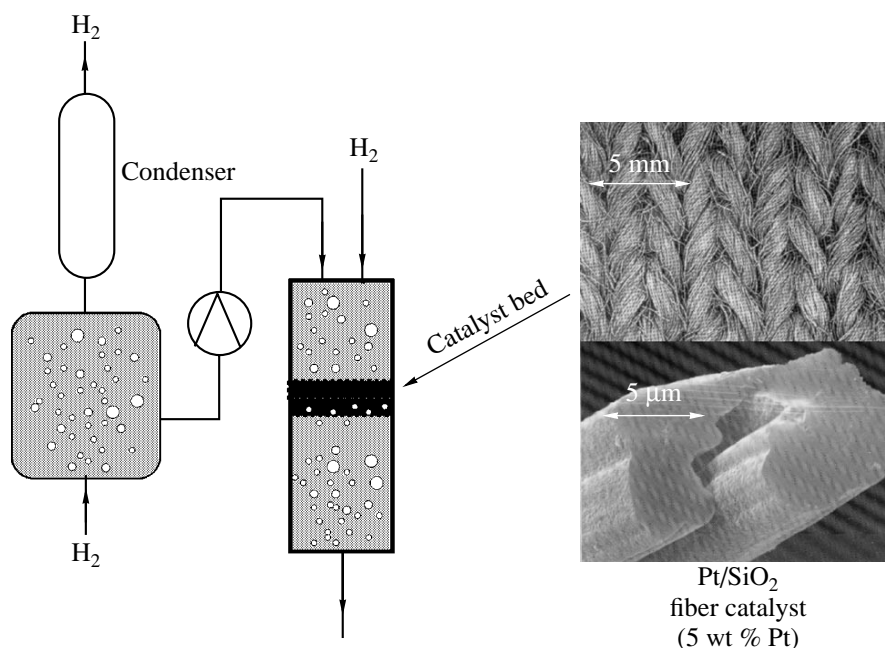 H2
Condenser
H2
H2
Catalyst bed
5 mm
5 µm
Pt/SiO2
fiber catalyst
(5 wt % Pt)